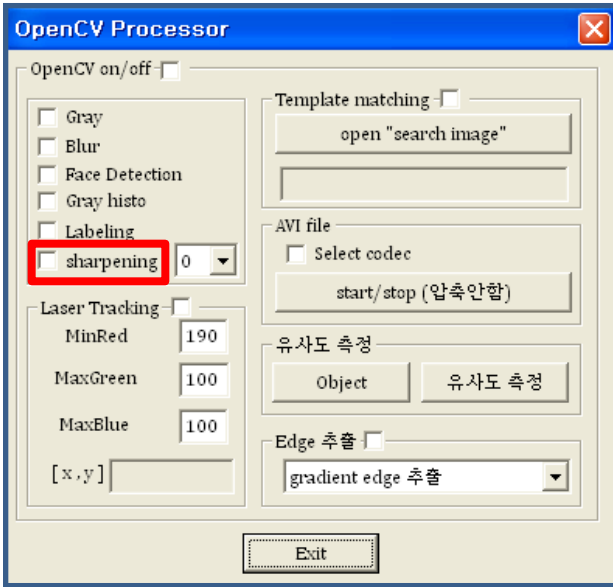 OpenCV Processor
OpenCV on/off
Gray
Blur
Face Detection
Gray histo
Labeling
sharpening 0
Laser Tracking
MinRed 190
MaxGreen 100
MaxBlue 100
[x,y]
Template matching
open "search image"
AVI file
Select codec
start/stop (압축안함)
유사도 측정
Object 유사도 측정
Edge 추출
gradient edge 추출
Exit